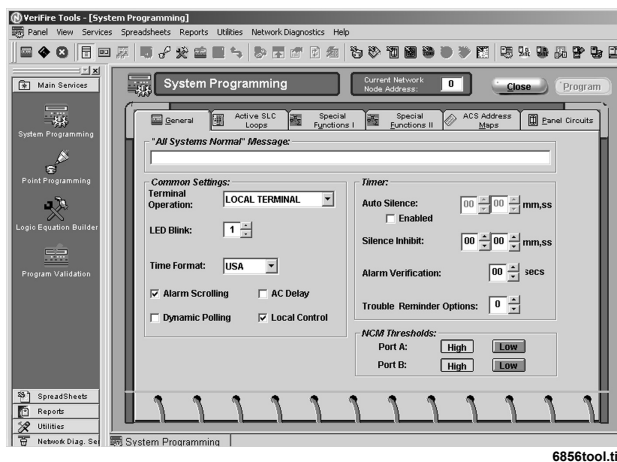 VeriFire Tools - [System Programming]
Panel View Services Spreadsheets Reports Utilities Network Diagnostics Help
Main Services
System Programming
Point Programming
Logic Equation Builder
Program Validation
SpreadSheets
Reports
Utilities
Network Diag. Ser
System Programming
Current Network
Node Address:
0
Close
Program
General
Active SLC
Loops
Special
Functions I
Special
Functions II
ACS Address
Maps
Panel Circuits
"All Systems Normal" Message:
Common Settings:
Terminal
Operation:
LOCAL TERMINAL
LED Blink:
1
Time Format:
USA
Alarm Scrolling
AC Delay
Dynamic Polling
Local Control
Timer:
Auto Silence:
00 00 mm,ss
Enabled
Silence Inhibit:
00 00 mm,ss
Alarm Verification:
00 secs
Trouble Reminder Options:
0
NCM Thresholds:
Port A:
High
Low
Port B:
High
Low
System Programming
6856tool.ti